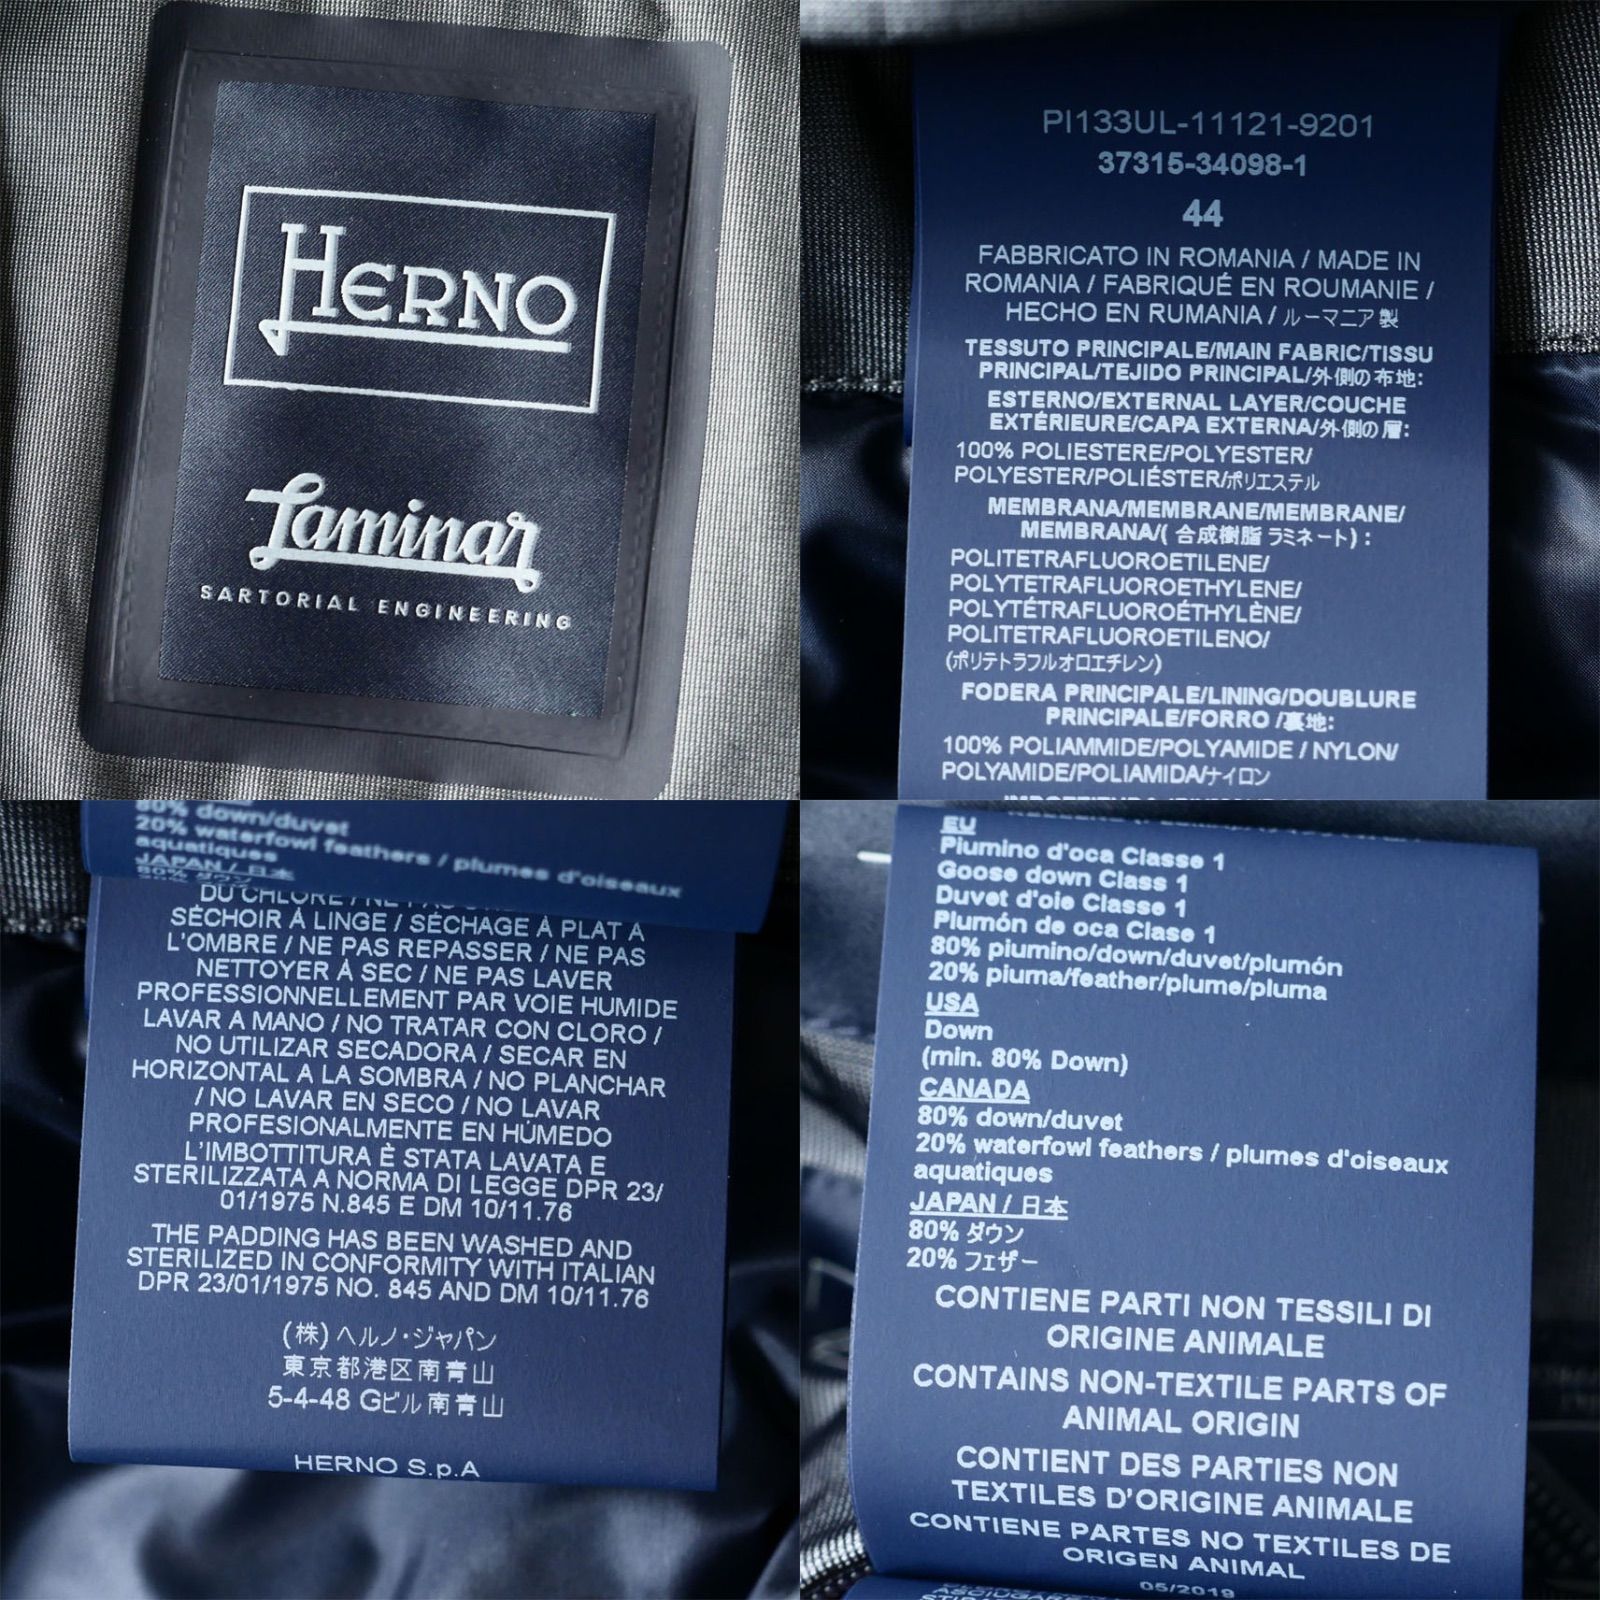 HERNO
Laminar
SARTORIAL ENGINEERING
PI133UL-11121-9201
37315-34098-1
44
FABBRICATO IN ROMANIA / MADE IN
ROMANIA / FABRIQUÉ EN ROUMANIE /
HECHO EN RUMANIA / ルーマニア製
TESSUTO PRINCIPALE/MAIN FABRIC/TISSU
PRINCIPAL/TEJIDO PRINCIPAL/外側の布地:
ESTERNO/EXTERNAL LAYER/COUCHE
EXTÉRIEURE/CAPA EXTERNA/外側の層:
100% POLIESTERE/POLYESTER/
POLYESTER/POLIÉSTER/ポリエステル
MEMBRANA/MEMBRANE/MEMBRANE/
MEMBRANA/(合成樹脂ラミネート):
POLITETRAFLUOROETILENE/
POLYTETRAFLUOROETHYLENE/
POLYTÉTRAFLUOROÉTHYLÈNE/
POLITETRAFLUOROETILENO/
(ポリテトラフルオロエチレン)
FODERA PRINCIPALE/LINING/DOUBLURE
PRINCIPALE/FORRO /裏地:
100% POLIAMMIDE/POLYAMIDE / NYLON/
POLYAMIDE/POLIAMIDA/ナイロン
80% down/duvet
20% waterfowl feathers / plumes d'oiseaux
aquatiques
JAPAN / 日本
80% ダウン
DU CHLORE / NE PAS
SÉCHOIR À LINGE / SÉCHAGE À PLAT À
L'OMBRE / NE PAS REPASSER / NE PAS
NETTOYER À SEC / NE PAS LAVER
PROFESSIONNELLEMENT PAR VOIE HUMIDE
LAVAR A MANO / NO TRATAR CON CLORO /
NO UTILIZAR SECADORA / SECAR EN
HORIZONTAL A LA SOMBRA / NO PLANCHAR
/ NO LAVAR EN SECO / NO LAVAR
PROFESIONALMENTE EN HÚMEDO
L'IMBOTTITURA È STATA LAVATA E
STERILIZZATA A NORMA DI LEGGE DPR 23/
01/1975 N.845 E DM 10/11.76
THE PADDING HAS BEEN WASHED AND
STERILIZED IN CONFORMITY WITH ITALIAN
DPR 23/01/1975 NO. 845 AND DM 10/11.76
(株)ヘルノ・ジャパン
東京都港区南青山
5-4-48 Gビル南青山
HERNO S.p.A
EU
Piumino d'oca Classe 1
Goose down Class 1
Duvet d'oie Classe 1
Plumón de oca Clase 1
80% piumino/down/duvet/plumón
20% piuma/feather/plume/pluma
USA
Down
(min. 80% Down)
CANADA
80% down/duvet
20% waterfowl feathers / plumes d'oiseaux
aquatiques
JAPAN / 日本
80% ダウン
20% フェザー
CONTIENE PARTI NON TESSILI DI
ORIGINE ANIMALE
CONTAINS NON-TEXTILE PARTS OF
ANIMAL ORIGIN
CONTIENT DES PARTIES NON
TEXTILES D'ORIGINE ANIMALE
CONTIENE PARTES NO TEXTILES DE
ORIGEN ANIMAL
05/2019